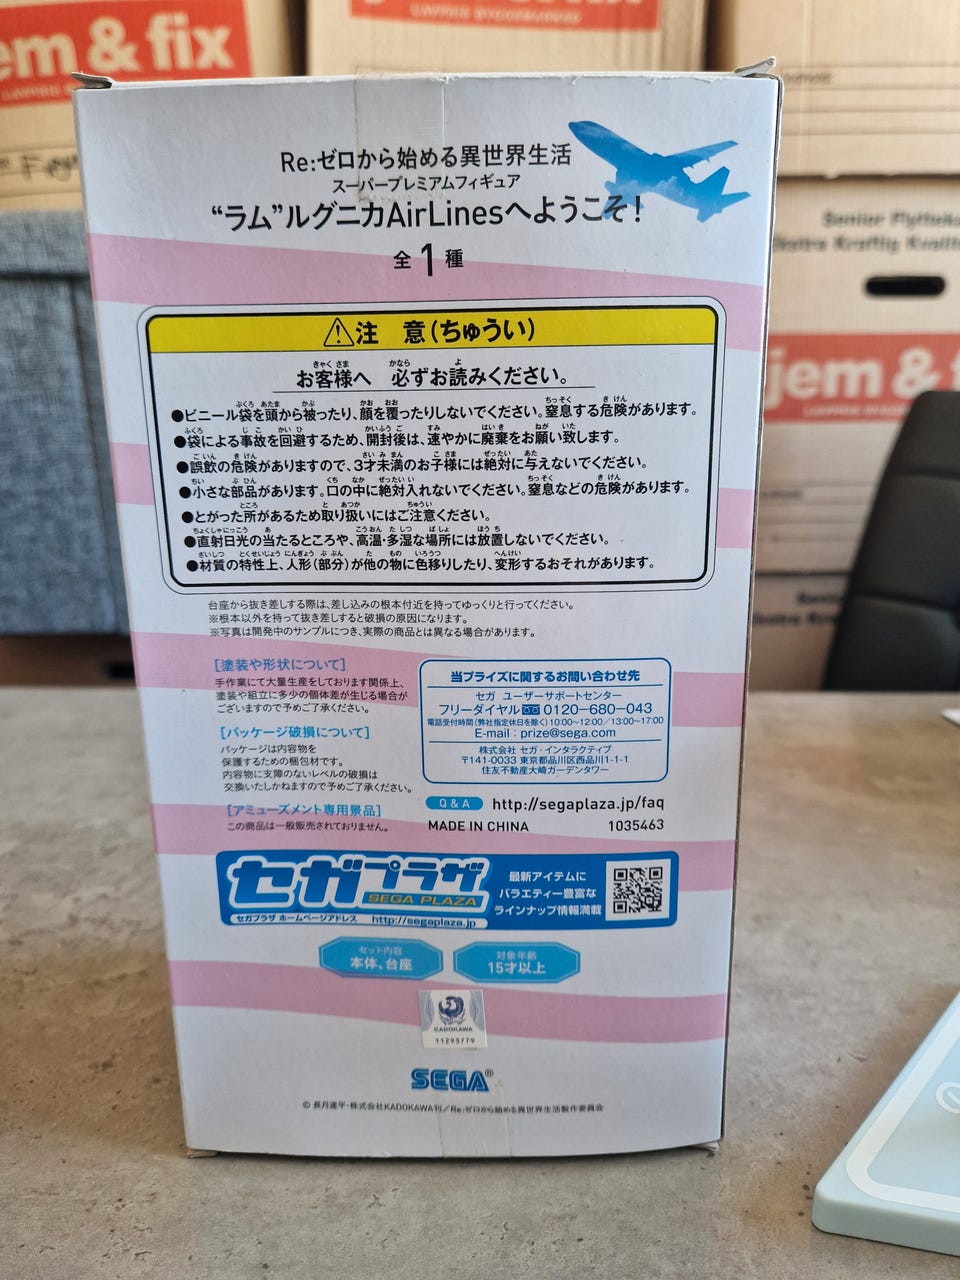 jem & fix
LAVPRIS BYGGEMARKED
Re:ゼロから始める異世界生活
スーパープレミアムフィギュア
“ラム”ルグニカAirLinesへようこそ!
全1種
⚠注 意(ちゅうい)
お客様へ 必ずお読みください。
●ビニール袋を頭から被ったり、顔を覆ったりしないでください。窒息する危険があります。
●袋による事故を回避するため、開封後は、速やかに廃棄をお願い致します。
●誤飲の危険がありますので、3才未満のお子様には絶対に与えないでください。
●小さな部品があります。口の中に絶対入れないでください。窒息などの危険があります。
●とがった所があるため取り扱いにはご注意ください。
●直射日光の当たるところや、高温・多湿な場所には放置しないでください。
●材質の特性上、人形(部分)が他の物に色移りしたり、変形するおそれがあります。
台座から抜き差しする際は、差し込みの根本付近を持ってゆっくりと行ってください。
※根本以外を持って抜き差しすると破損の原因になります。
※写真は開発中のサンプルにつき、実際の商品とは異なる場合があります。
[塗装や形状について]
手作業にて大量生産をしております関係上、
塗装や組立に多少の個体差が生じる場合が
ございますので予めご了承ください。
[パッケージ破損について]
パッケージは内容物を
保護するための梱包材です。
内容物に支障のないレベルの破損は
交換いたしかねますので予めご了承ください。
[アミューズメント専用景品]
この商品は一般販売されておりません。
当プライズに関するお問い合わせ先
セガ ユーザーサポートセンター
フリーダイヤル 0120-680-043
電話受付時間(弊社指定休日を除く)10:00~12:00/13:00~17:00
E-mail : prize@sega.com
株式会社 セガ・インタラクティブ
〒141-0033 東京都品川区西品川1-1-1
住友不動産大崎ガーデンタワー
Q & A http://segaplaza.jp/faq
MADE IN CHINA 1035463
セガプラザ
SEGA PLAZA
セガプラザ ホームページアドレス http://segaplaza.jp
最新アイテムに
バラエティー豊富な
ラインナップ情報満載
セット内容
本体、台座
対象年齢
15才以上
KADOKAWA
11293779
SEGA®
© 長月達平・株式会社KADOKAWA刊/Re:ゼロから始める異世界生活製作委員会
Senior Flytteka
jem & fi